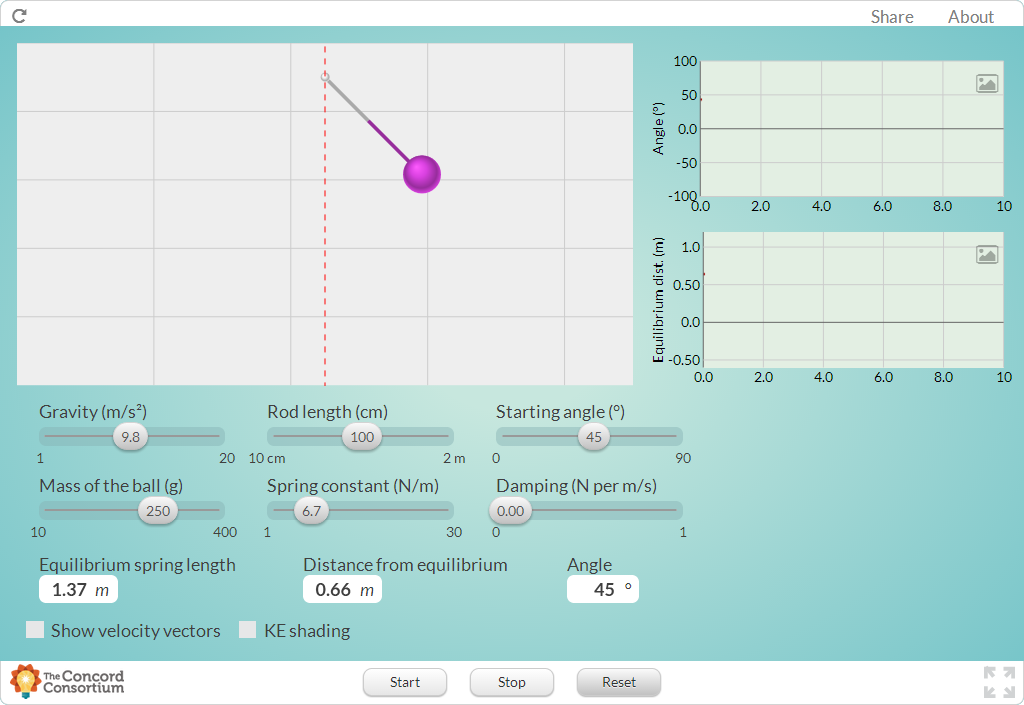 Share About
100
50
0.0
-50
-100
Angle (º)
0.0 2.0 4.0 6.0 8.0 10
1.0
0.50
0.0
-0.50
Equilibrium dist. (m)
0.0 2.0 4.0 6.0 8.0 10
Gravity (m/s²) Rod length (cm) Starting angle (º)
9.8 100 45
1 20 10 cm 2 m 0 90
Mass of the ball (g) Spring constant (N/m) Damping (N per m/s)
250 6.7 0.00
10 400 1 30 0 1
Equilibrium spring length Distance from equilibrium Angle
1.37 m 0.66 m 45 º
Show velocity vectors KE shading
The Concord
Consortium
Start Stop Reset